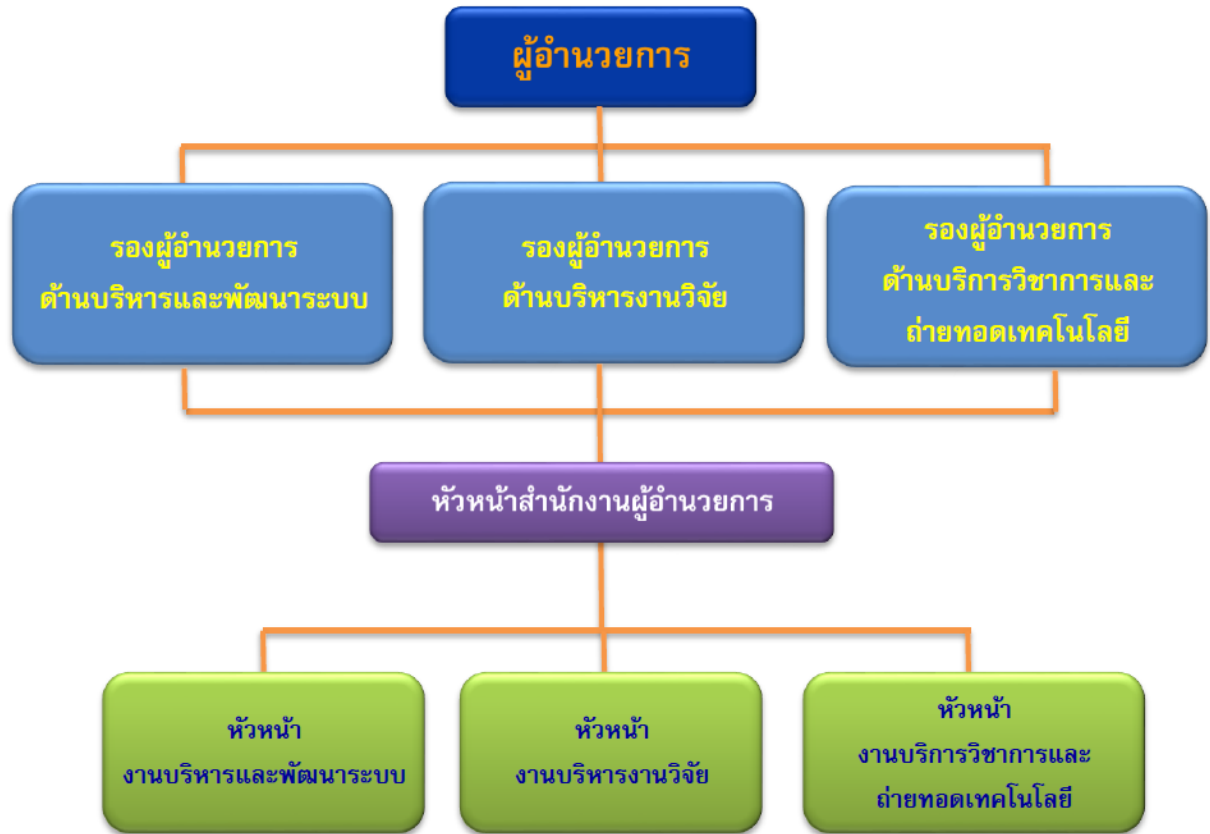 ผู้อำนวยการ
รองผู้อำนวยการ
ด้านบริหารและพัฒนาระบบ
รองผู้อำนวยการ
ด้านบริหารงานวิจัย
รองผู้อำนวยการ
ด้านบริการวิชาการและ
ถ่ายทอดเทคโนโลยี
หัวหน้าสำนักงานผู้อำนวยการ
หัวหน้า
งานบริหารและพัฒนาระบบ
หัวหน้า
งานบริหารงานวิจัย
หัวหน้า
งานบริการวิชาการและ
ถ่ายทอดเทคโนโลยี